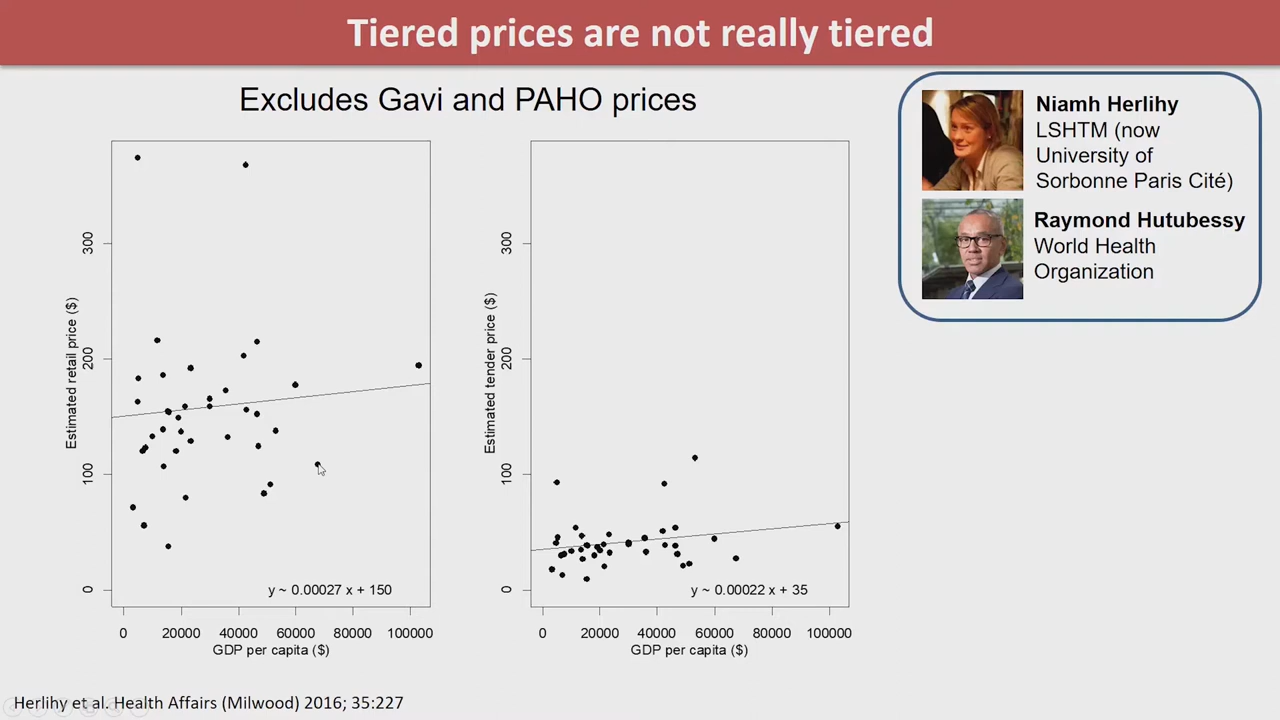 Tiered prices are not really tiered
Excludes Gavi and PAHO prices
Niamh Herlihy
LSHTM (now
University of
Sorbonne Paris Cité)
Raymond Hutubessy
World Health
Organization
Estimated retail price ($)
300
200
100
0
y ~ 0.00027 x + 150
0 20000 40000 60000 80000 100000
GDP per capita ($)
Estimated tender price ($)
300
200
100
0
y ~ 0.00022 x + 35
0 20000 40000 60000 80000 100000
GDP per capita ($)
Herlihy et al. Health Affairs (Milwood) 2016; 35:227